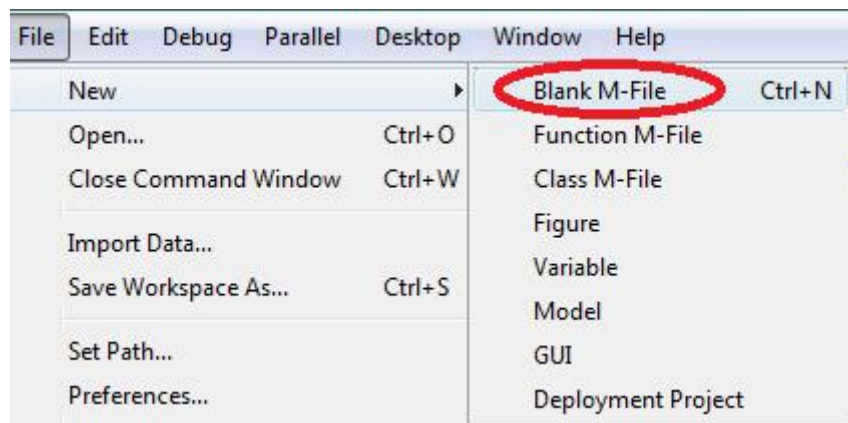 File Edit Debug Parallel Desktop Window Help
New
Open... Ctrl+O
Close Command Window Ctrl+W
Import Data...
Save Workspace As... Ctrl+S
Set Path...
Preferences...
Blank M-File Ctrl+N
Function M-File
Class M-File
Figure
Variable
Model
GUI
Deployment Project